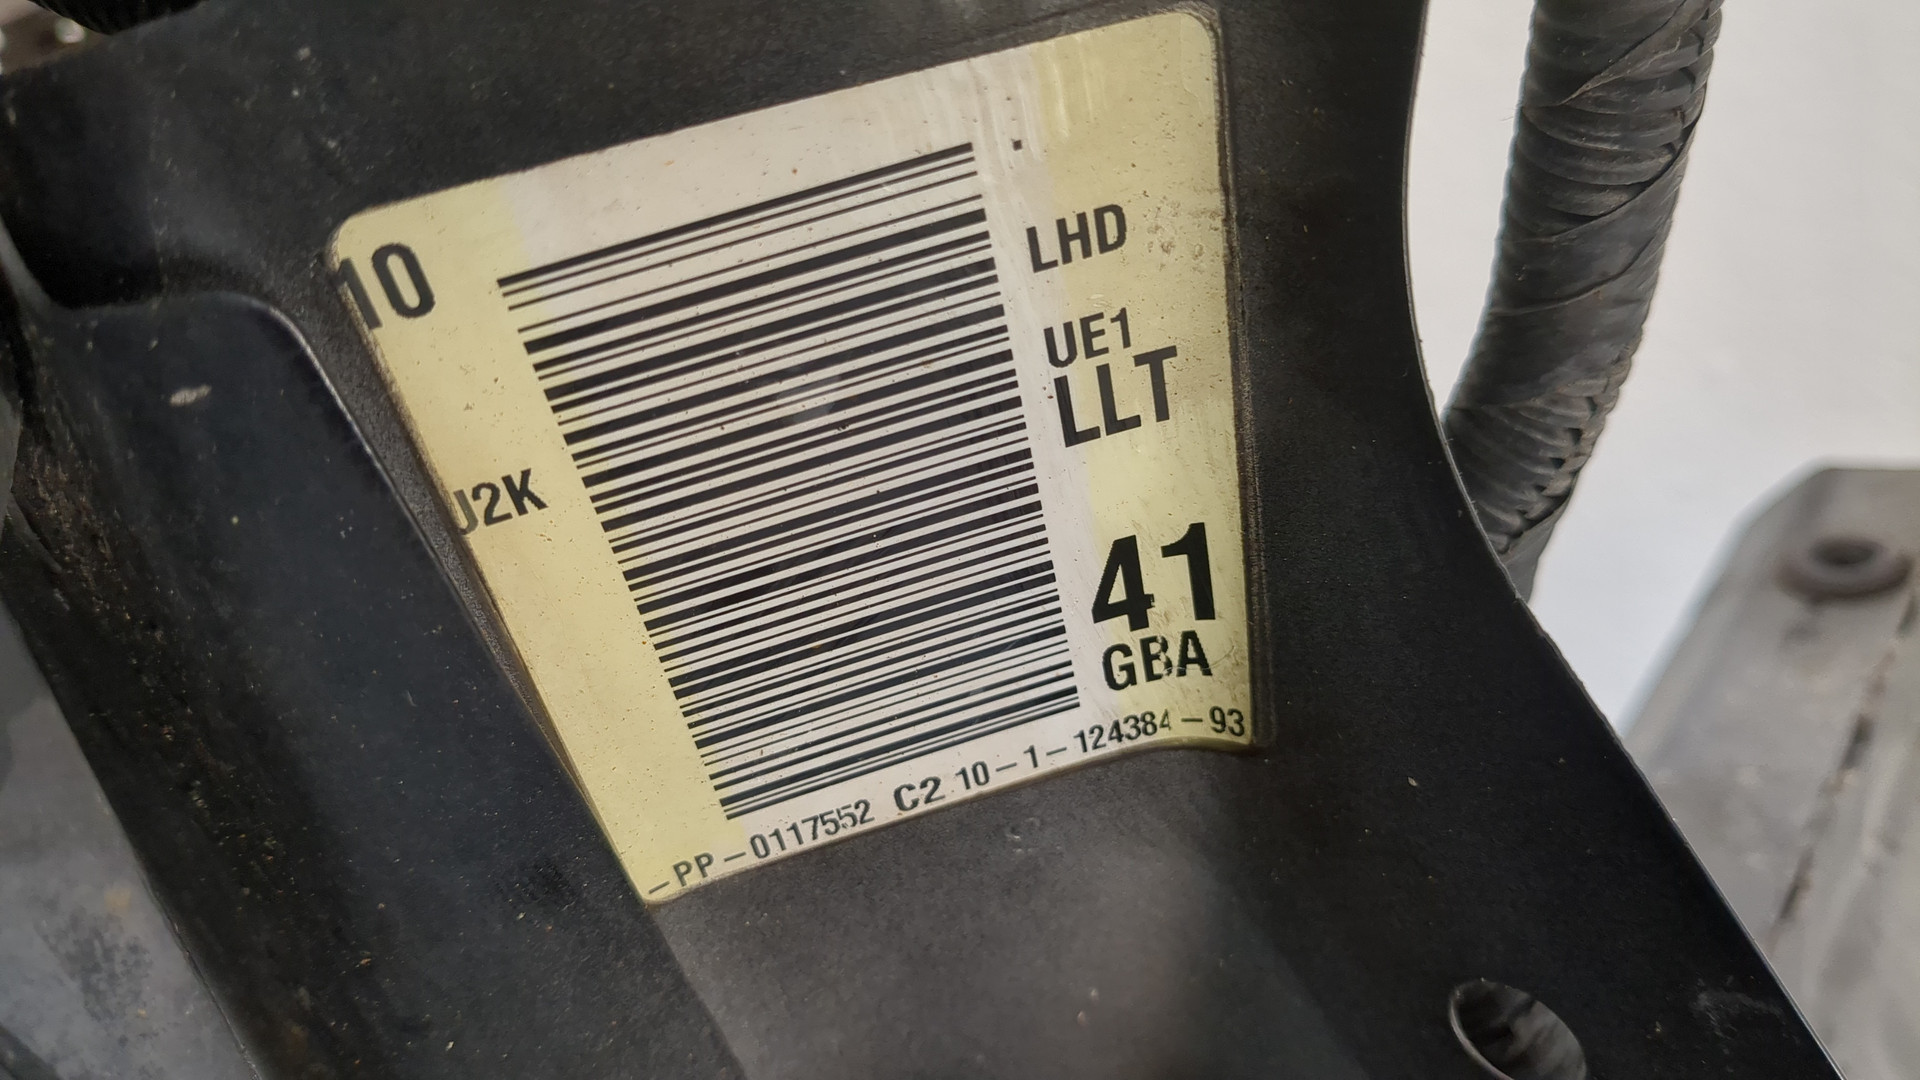 10
LHD
UE1
LLT
U2K
41
GBA
-PP-0117552 C2 10-1-124384-93